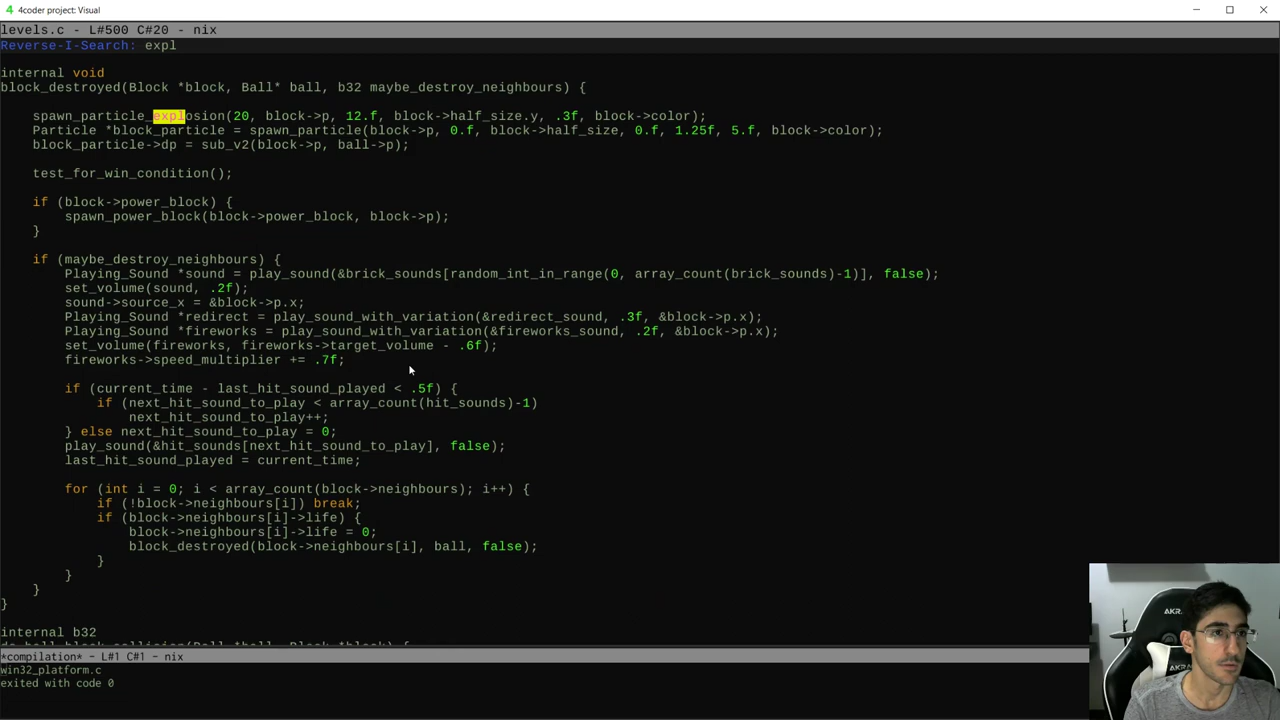 4coder project: Visual
levels.c - L#500 C#20 - nix
Reverse-I-Search: expl
internal void
block_destroyed(Block *block, Ball* ball, b32 maybe_destroy_neighbours) {
spawn_particle_explosion(20, block->p, 12.f, block->half_size.y, .3f, block->color);
Particle *block_particle = spawn_particle(block->p, 0.f, block->half_size, 0.f, 1.25f, 5.f, block->color);
block_particle->dp = sub_v2(block->p, ball->p);
test_for_win_condition();
if (block->power_block) {
spawn_power_block(block->power_block, block->p);
}
if (maybe_destroy_neighbours) {
Playing_Sound *sound = play_sound(&brick_sounds[random_int_in_range(0, array_count(brick_sounds)-1)], false);
set_volume(sound, .2f);
sound->source_x = &block->p.x;
Playing_Sound *redirect = play_sound_with_variation(&redirect_sound, .3f, &block->p.x);
Playing_Sound *fireworks = play_sound_with_variation(&fireworks_sound, .2f, &block->p.x);
set_volume(fireworks, fireworks->target_volume - .6f);
fireworks->speed_multiplier += .7f;
if (current_time - last_hit_sound_played < .5f) {
if (next_hit_sound_to_play < array_count(hit_sounds)-1)
next_hit_sound_to_play++;
} else next_hit_sound_to_play = 0;
play_sound(&hit_sounds[next_hit_sound_to_play], false);
last_hit_sound_played = current_time;
for (int i = 0; i < array_count(block->neighbours); i++) {
if (!block->neighbours[i]) break;
if (block->neighbours[i]->life) {
block->neighbours[i]->life = 0;
block_destroyed(block->neighbours[i], ball, false);
}
}
}
}
internal b32
*compilation* - L#1 C#1 - nix
win32_platform.c
exited with code 0